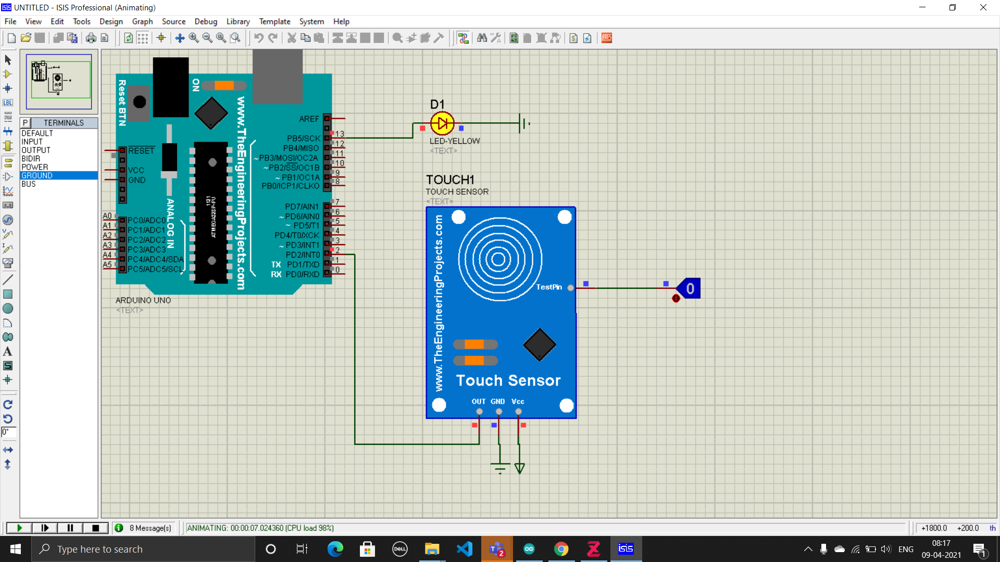 UNTITLED - ISIS Professional (Animating)
File View Edit Tools Design Graph Source Debug Library Template System Help
P TERMINALS
DEFAULT
INPUT
OUTPUT
BIDIR
POWER
GROUND
BUS
LBL
A
S
0°
ARES
Reset BTN
ON
www.TheEngineeringProjects.com
ANALOG IN
1121
ATMEGA328P-PU
RESET
VCC
GND
A0 PC0/ADC0
A1 PC1/ADC1
A2 PC2/ADC2
A3 PC3/ADC3
A4 PC4/ADC4/SDA
A5 PC5/ADC5/SCL
AREF
PB5/SCK 13
PB4/MISO 12
~PB3/MOSI/OC2A 11
~PB2/SS/OC1B 10
~PB1/OC1A 9
PB0/ICP1/CLKO 8
PD7/AIN1 7
~PD6/AIN0 6
~PD5/T1 5
PD4/T0/XCK 4
~PD3/INT1 3
PD2/INT0 2
TX PD1/TXD 1
RX PD0/RXD 0
ARDUINO UNO
<TEXT>
D1
LED-YELLOW
<TEXT>
TOUCH1
TOUCH SENSOR
<TEXT>
www.TheEngineeringProjects.com
TestPin
0
Touch Sensor
OUT GND Vcc
8 Message(s)
ANIMATING: 00:00:07.024360 (CPU load 98%)
+1800.0 +200.0 th
Type here to search
DELL
2
isis
ENG
08:17
09-04-2021
1